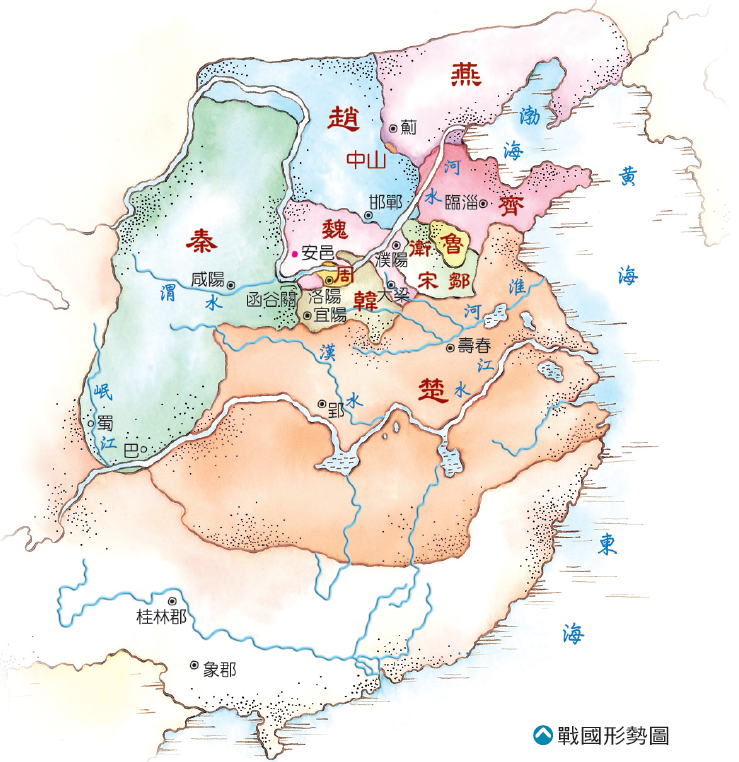 燕
趙
薊
渤海
中山
河水
黃海
邯鄲
臨淄
齊
魏
秦
安邑
濮陽
衛
魯
周
宋
鄒
咸陽
渭水
函谷關
洛陽
韓
大梁
淮河
宜陽
漢水
壽春
江水
楚
郢
岷江
蜀
巴
東海
桂林郡
象郡
戰國形勢圖